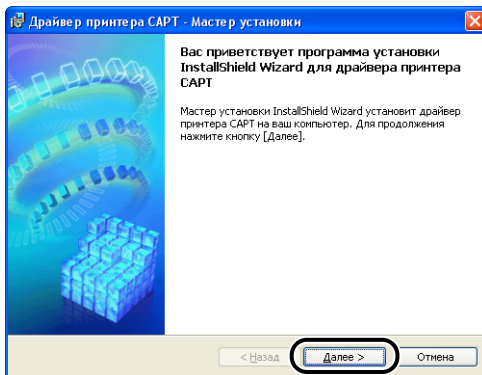 Драйвер принтера CAPT - Мастер установки
Вас приветствует программа установки
InstallShield Wizard для драйвера принтера
CAPT
Мастер установки InstallShield Wizard установит драйвер
принтера CAPT на ваш компьютер. Для продолжения
нажмите кнопку [Далее].
< Назад Далее > Отмена